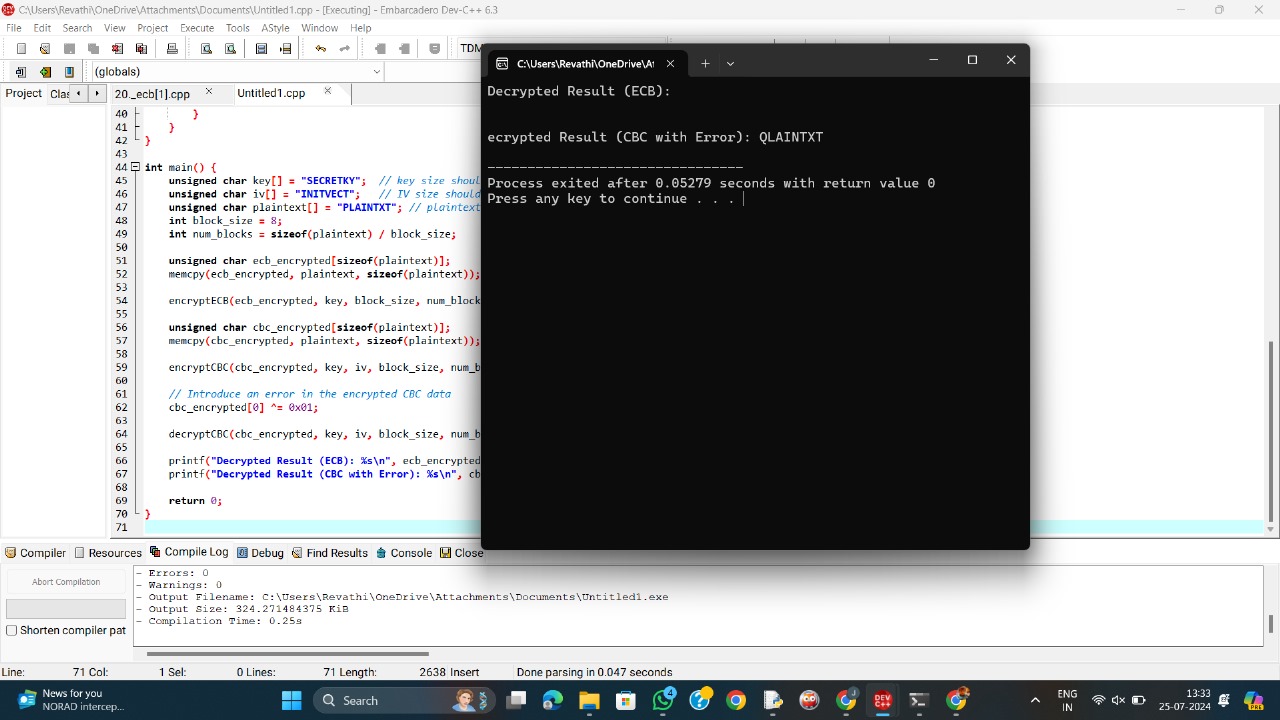 C:\Users\Revathi\OneDrive\Attachments\Documents\Untitled1.cpp - [Executing] - Embarcadero Dev-C++ 6.3
File Edit Search View Project Execute Tools AStyle Window Help
TDM
(globals)
Project Clas 20._ecb[1].cpp Untitled1.cpp
40 }
41 }
42 }
43
44 int main() {
45 unsigned char key[] = "SECRETKY"; // key size shoul
46 unsigned char iv[] = "INITVECT"; // IV size should
47 unsigned char plaintext[] = "PLAINTXT"; // plaintext
48 int block_size = 8;
49 int num_blocks = sizeof(plaintext) / block_size;
50
51 unsigned char ecb_encrypted[sizeof(plaintext)];
52 memcpy(ecb_encrypted, plaintext, sizeof(plaintext));
53
54 encryptECB(ecb_encrypted, key, block_size, num_block
55
56 unsigned char cbc_encrypted[sizeof(plaintext)];
57 memcpy(cbc_encrypted, plaintext, sizeof(plaintext));
58
59 encryptCBC(cbc_encrypted, key, iv, block_size, num_b
60
61 // Introduce an error in the encrypted CBC data
62 cbc_encrypted[0] ^= 0x01;
63
64 decryptCBC(cbc_encrypted, key, iv, block_size, num_b
65
66 printf("Decrypted Result (ECB): %s\n", ecb_encrypted
67 printf("Decrypted Result (CBC with Error): %s\n", cb
68
69 return 0;
70 }
71
C:\Users\Revathi\OneDrive\At
Decrypted Result (ECB):
ecrypted Result (CBC with Error): QLAINTXT
--------------------------------
Process exited after 0.05279 seconds with return value 0
Press any key to continue . . .
Compiler Resources Compile Log Debug Find Results Console Close
Abort Compilation
Shorten compiler pat
- Errors: 0
- Warnings: 0
- Output Filename: C:\Users\Revathi\OneDrive\Attachments\Documents\Untitled1.exe
- Output Size: 324.271484375 KiB
- Compilation Time: 0.25s
Line: 71 Col: 1 Sel: 0 Lines: 71 Length: 2638 Insert Done parsing in 0.047 seconds
News for you
NORAD intercep...
Search
4
DEV
C++
ENG
IN
13:33
25-07-2024
PRE